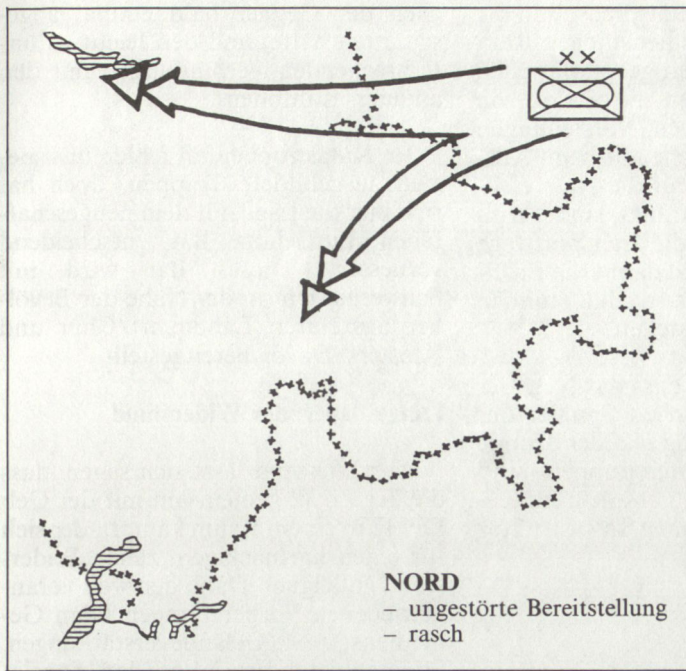 NORD
– ungestörte Bereitstellung
– rasch